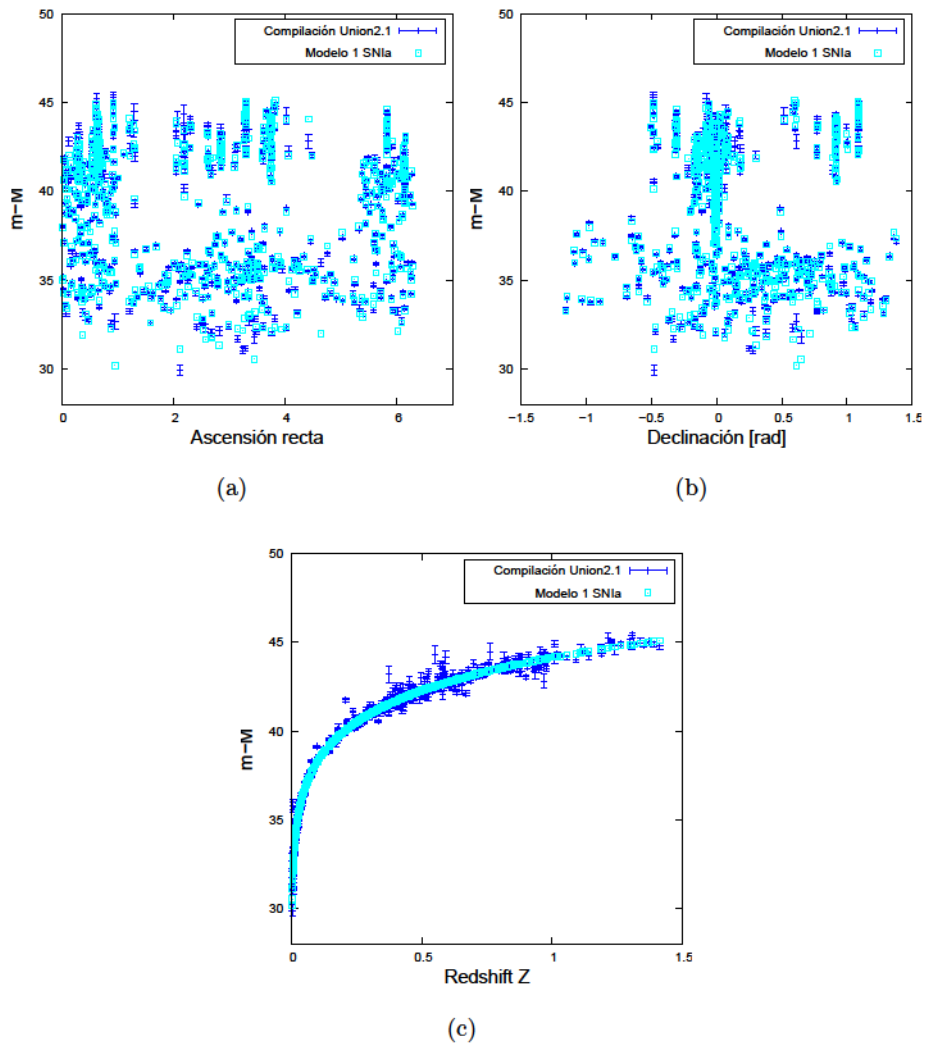 50
45
40
35
30
m−M
Compilación Union2.1
Modelo 1 SNIa
0
2
4
6
Ascensión recta
(a)
50
45
40
35
30
m−M
Compilación Union2.1
Modelo 1 SNIa
−1.5
−1
−0.5
0
0.5
1
1.5
Declinación [rad]
(b)
50
45
40
35
30
m−M
Compilación Union2.1
Modelo 1 SNIa
0
0.5
1
1.5
Redshift Z
(c)